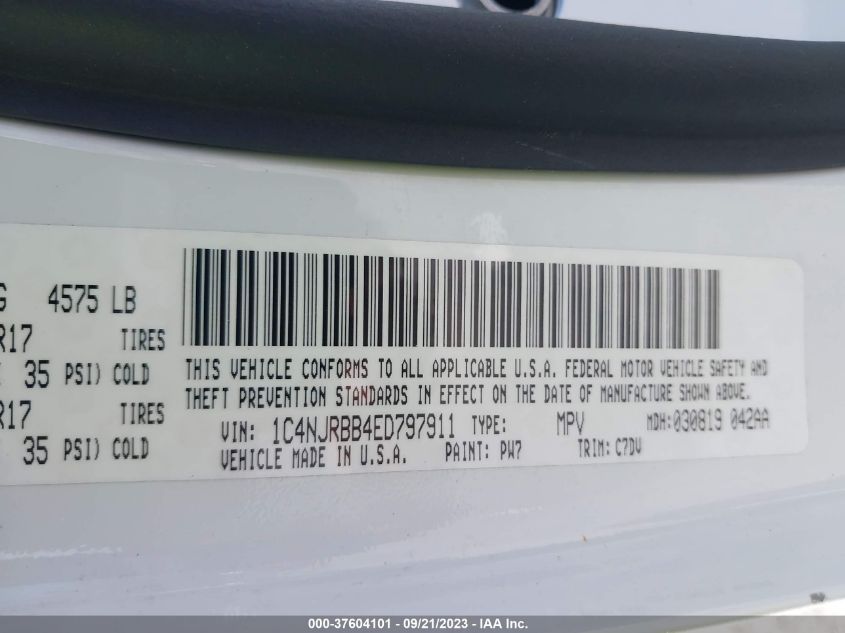 G 4575 LB
R17 TIRES
35 PSI) COLD
R17 TIRES
35 PSI) COLD
THIS VEHICLE CONFORMS TO ALL APPLICABLE U.S.A. FEDERAL MOTOR VEHICLE SAFETY AND
THEFT PREVENTION STANDARDS IN EFFECT ON THE DATE OF MANUFACTURE SHOWN ABOVE.
VIN: 1C4NJRBB4ED797911 TYPE: MPV MDH:030819 042AA
VEHICLE MADE IN U.S.A. PAINT: PW7 TRIM: C7DV
000-37604101 - 09/21/2023 - IAA Inc.